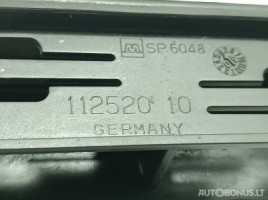 M SP 6048
112520 10
GERMANY
AUTOBONUS.LT